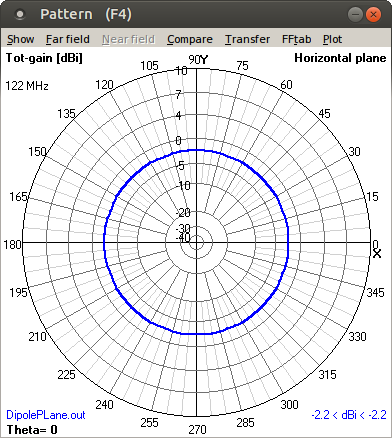 Pattern (F4)
Show Far field Near field Compare Transfer FFtab Plot
Tot-gain [dBi] Horizontal plane
122 MHz
90 Y
105 75
120 60
135 45
150 30
165 15
180 0
X
195 345
210 330
225 315
240 300
255 285
270
10
7
4
0
-5
-10
-20
-30
-40
DipolePLane.out -2.2 < dBi < -2.2
Theta= 0